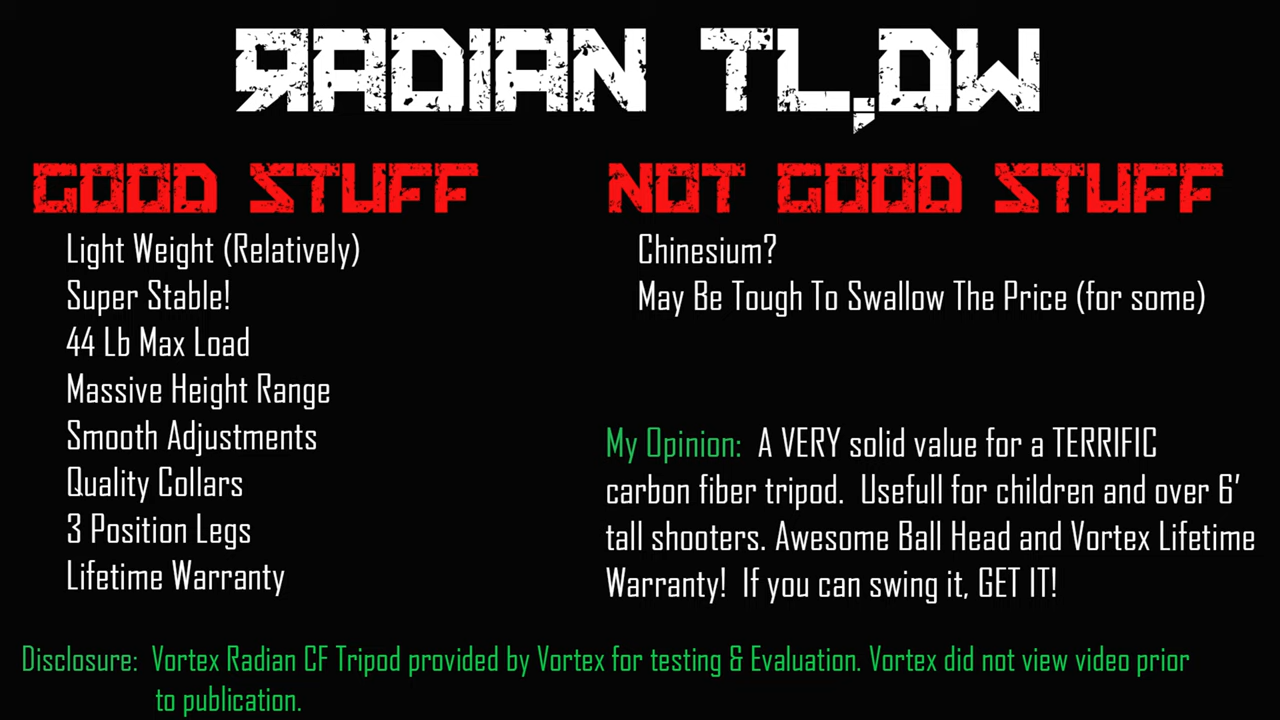 RADIAN TL,DW
GOOD STUFF
Light Weight (Relatively)
Super Stable!
44 Lb Max Load
Massive Height Range
Smooth Adjustments
Quality Collars
3 Position Legs
Lifetime Warranty
NOT GOOD STUFF
Chinesium?
May Be Tough To Swallow The Price (for some)
My Opinion: A VERY solid value for a TERRIFIC
carbon fiber tripod. Usefull for children and over 6'
tall shooters. Awesome Ball Head and Vortex Lifetime
Warranty! If you can swing it, GET IT!
Disclosure: Vortex Radian CF Tripod provided by Vortex for testing & Evaluation. Vortex did not view video prior
to publication.